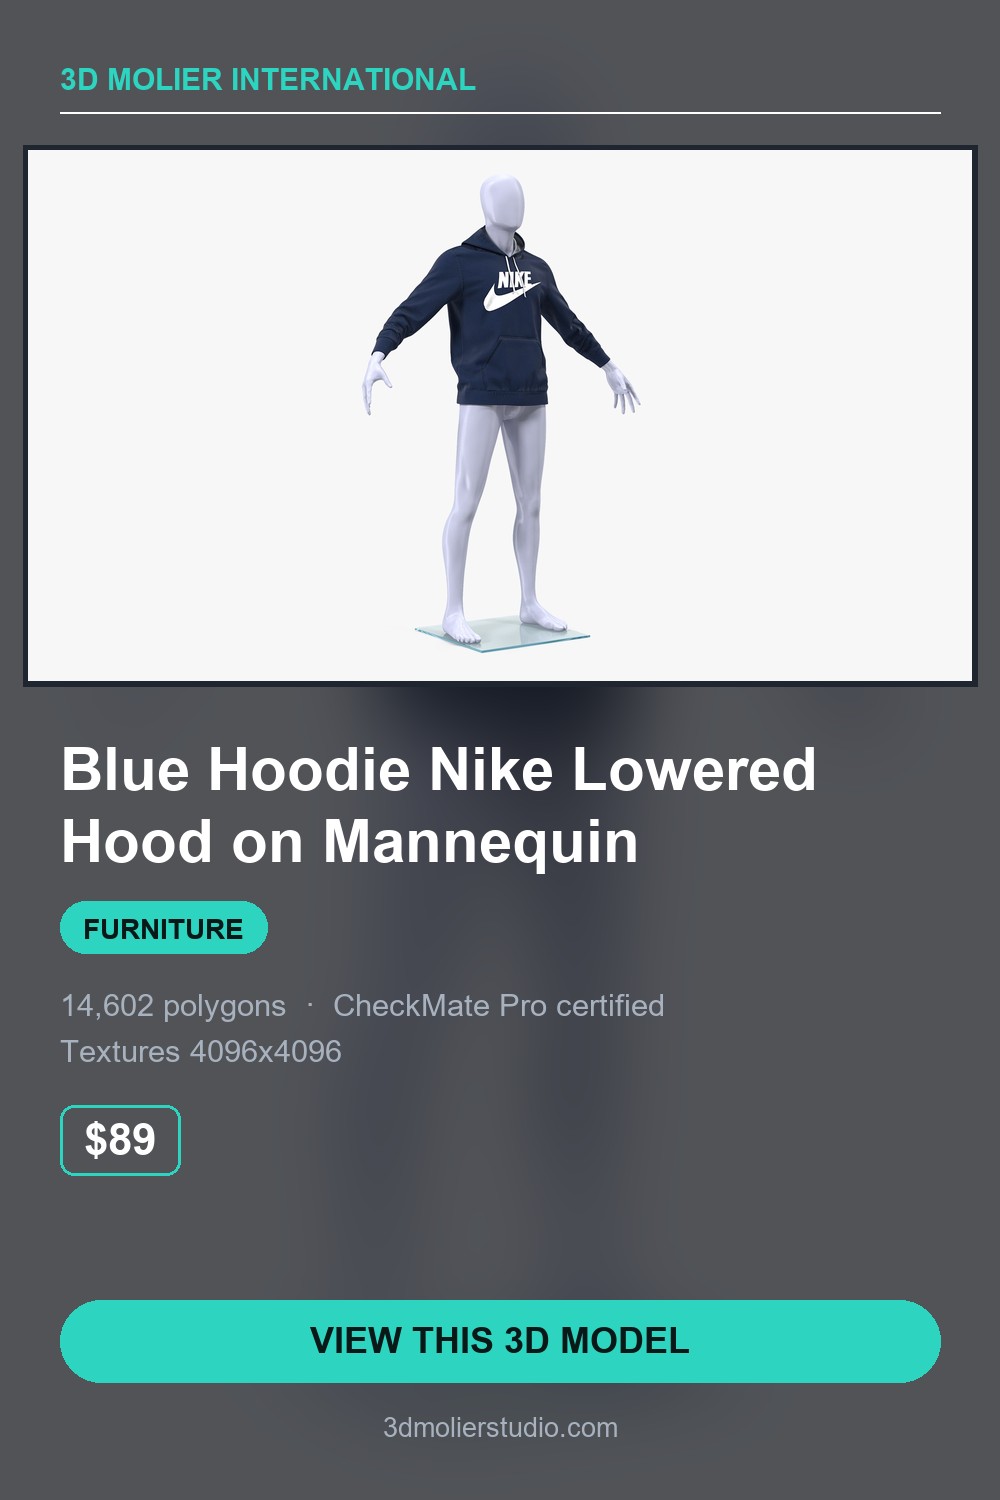 3D MOLIER INTERNATIONAL
NIKE
Blue Hoodie Nike Lowered
Hood on Mannequin
FURNITURE
14,602 polygons · CheckMate Pro certified
Textures 4096x4096
$89
VIEW THIS 3D MODEL
3dmolierstudio.com